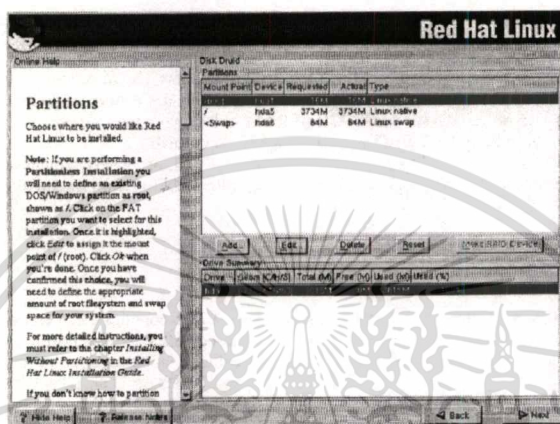 Red Hat Linux
Online Help
Partitions
Choose where you would like Red
Hat Linux to be installed.
Note: If you are performing a
Partitionless Installation you
will need to define an existing
DOS/Windows partition as root,
shown as /. Click on the FAT
partition you want to select for this
installation. Once it is highlighted,
click Edit to assign it the mount
point of / (root). Click Ok when
you're done. Once you have
confirmed this choice, you will
need to define the appropriate
amount of root filesystem and swap
space for your system.
For more detailed instructions, you
must refer to the chapter Installing
Without Partitioning in the Red
Hat Linux Installation Guide.
If you don't know how to partition
Disk Druid
Partitions
Mount Point Device Requested Actual Type
Linux native
/ hda5 3734M 3734M Linux native
<Swap> hda6 84M 84M Linux swap
Add... Edit... Delete Reset Make RAID Device
Drive Summary
Drive Geom [C/H/S] Total (M) Free (M) Used (M) Used (%)
? Hide Help ? Release Notes Back Next